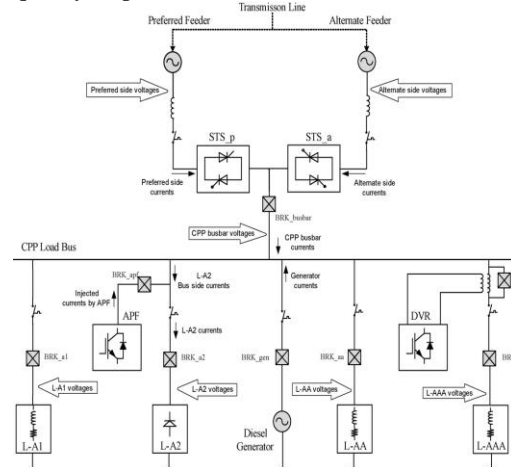 Transmisson Line
Preferred Feeder
Alternate Feeder
Preferred side voltages
Alternate side voltages
STS_p
STS_a
Preferred side
currents
Alternate side
currents
BRK_busbar
CPP busbar voltages
CPP busbar
currents
CPP Load Bus
BRK_apf
L-A2
Bus side currents
Generator
currents
Injected
currents by APF
APF
L-A2 currents
DVR
BRK_a1
BRK_a2
BRK_gen
BRK_aa
BR
L-A1 voltages
L-A2 voltages
L-AA voltages
L-AAA voltages
L-A1
L-A2
Diesel
Generator
L-AA
L-AAA